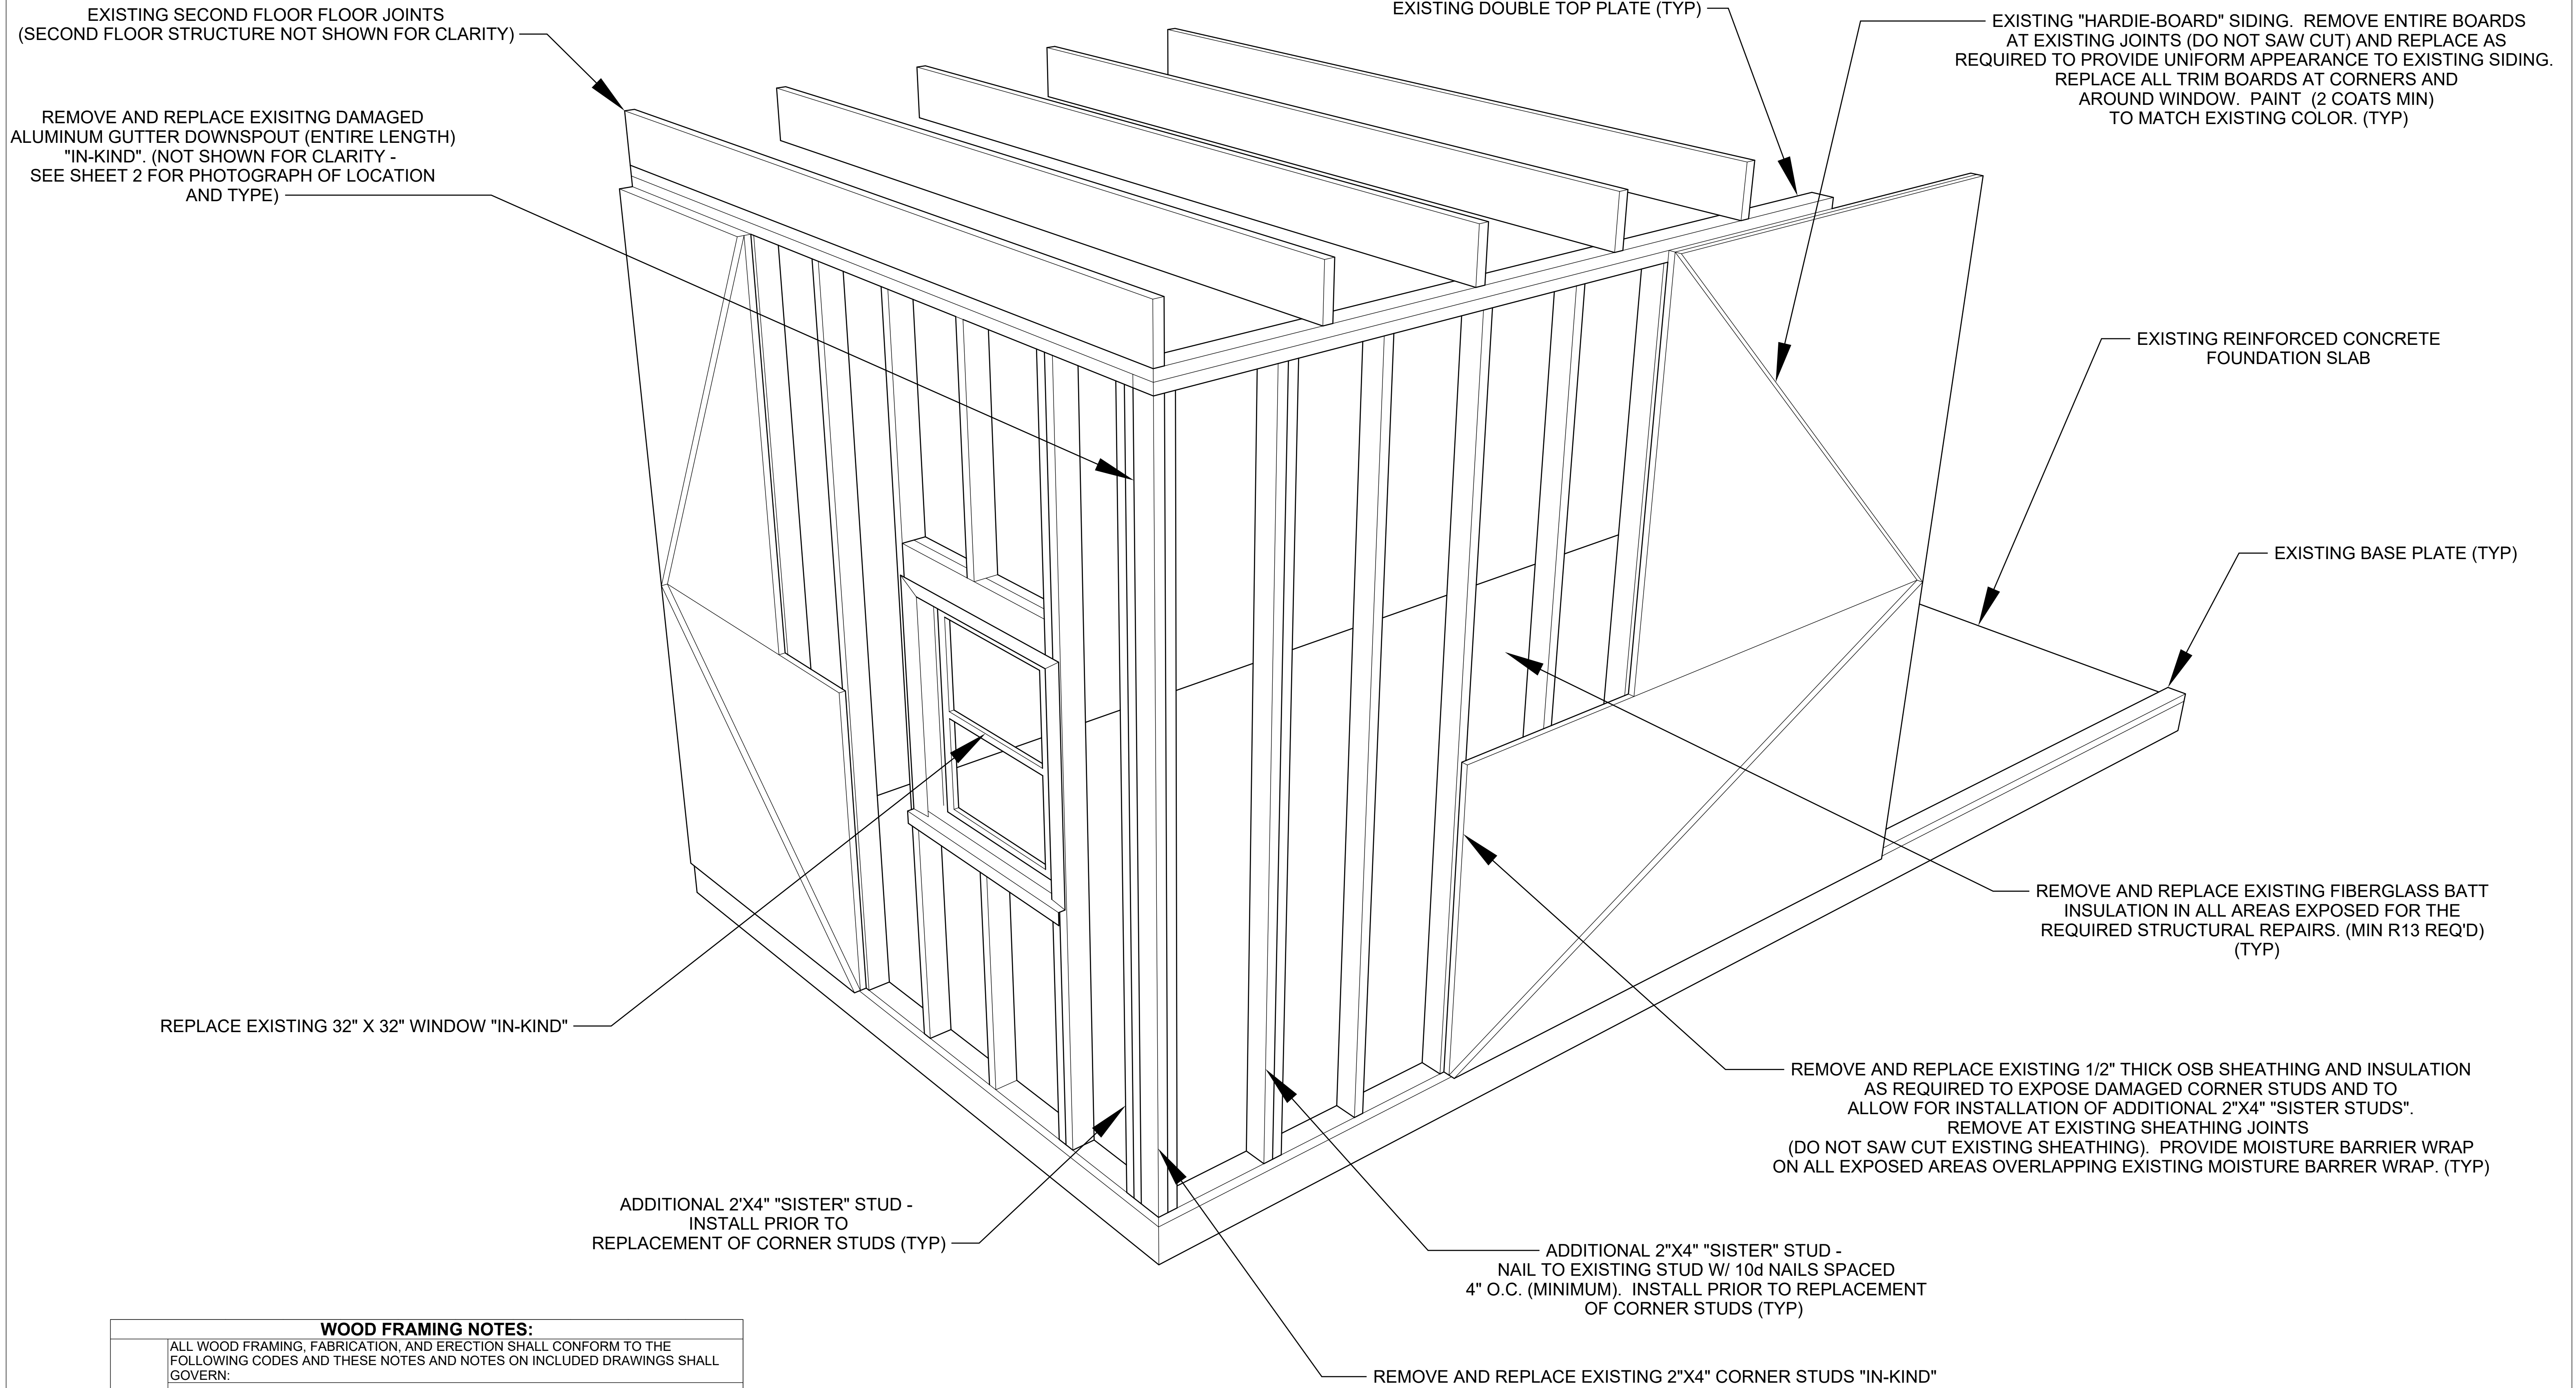 EXISTING SECOND FLOOR FLOOR JOINTS
(SECOND FLOOR STRUCTURE NOT SHOWN FOR CLARITY)
EXISTING DOUBLE TOP PLATE (TYP)
EXISTING "HARDIE-BOARD" SIDING. REMOVE ENTIRE BOARDS
AT EXISTING JOINTS (DO NOT SAW CUT) AND REPLACE AS
REQUIRED TO PROVIDE UNIFORM APPEARANCE TO EXISTING SIDING.
REPLACE ALL TRIM BOARDS AT CORNERS AND
AROUND WINDOW. PAINT (2 COATS MIN)
TO MATCH EXISTING COLOR. (TYP)
REMOVE AND REPLACE EXISITNG DAMAGED
ALUMINUM GUTTER DOWNSPOUT (ENTIRE LENGTH)
"IN-KIND". (NOT SHOWN FOR CLARITY -
SEE SHEET 2 FOR PHOTOGRAPH OF LOCATION
AND TYPE)
EXISTING REINFORCED CONCRETE
FOUNDATION SLAB
EXISTING BASE PLATE (TYP)
REMOVE AND REPLACE EXISTING FIBERGLASS BATT
INSULATION IN ALL AREAS EXPOSED FOR THE
REQUIRED STRUCTURAL REPAIRS. (MIN R13 REQ'D)
(TYP)
REPLACE EXISTING 32" X 32" WINDOW "IN-KIND"
REMOVE AND REPLACE EXISTING 1/2" THICK OSB SHEATHING AND INSULATION
AS REQUIRED TO EXPOSE DAMAGED CORNER STUDS AND TO
ALLOW FOR INSTALLATION OF ADDITIONAL 2"X4" "SISTER STUDS".
REMOVE AT EXISTING SHEATHING JOINTS
(DO NOT SAW CUT EXISTING SHEATHING). PROVIDE MOISTURE BARRIER WRAP
ON ALL EXPOSED AREAS OVERLAPPING EXISTING MOISTURE BARRER WRAP. (TYP)
ADDITIONAL 2'X4" "SISTER" STUD -
INSTALL PRIOR TO
REPLACEMENT OF CORNER STUDS (TYP)
ADDITIONAL 2"X4" "SISTER" STUD -
NAIL TO EXISTING STUD W/ 10d NAILS SPACED
4" O.C. (MINIMUM). INSTALL PRIOR TO REPLACEMENT
OF CORNER STUDS (TYP)
REMOVE AND REPLACE EXISTING 2"X4" CORNER STUDS "IN-KIND"
WOOD FRAMING NOTES:
ALL WOOD FRAMING, FABRICATION, AND ERECTION SHALL CONFORM TO THE
FOLLOWING CODES AND THESE NOTES AND NOTES ON INCLUDED DRAWINGS SHALL
GOVERN: